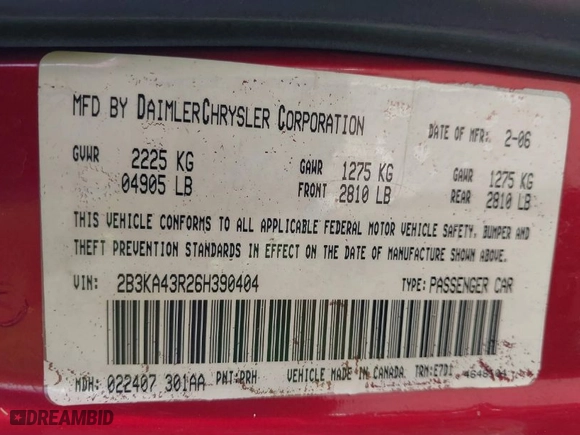 MFD BY DAIMLERCHRYSLER CORPORATION
DATE OF MFR: 2-06
GVWR 2225 KG
04905 LB
GAWR 1275 KG
FRONT 2810 LB
GAWR 1275 KG
REAR 2810 LB
THIS VEHICLE CONFORMS TO ALL APPLICABLE FEDERAL MOTOR VEHICLE SAFETY, BUMPER AND
THEFT PREVENTION STANDARDS IN EFFECT ON THE DATE OF MANUFACTURE SHOWN ABOVE.
VIN: 2B3KA43R26H390404 TYPE: PASSENGER CAR
MDH: 022407 301AA PNT: PRH VEHICLE MADE IN CANADA. TRM: E7D1
DREAMBID